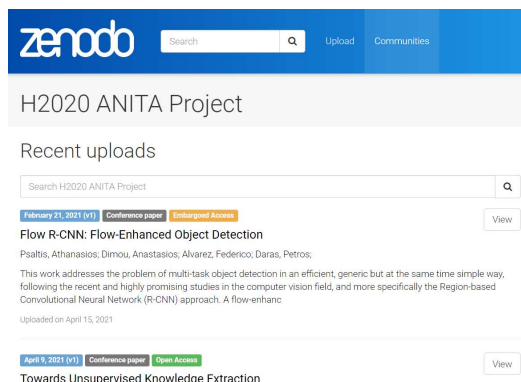 zenodo
Search
Upload
Communities
H2020 ANITA Project
Recent uploads
Search H2020 ANITA Project
February 21, 2021 (v1) Conference paper Embargoed Access
View
Flow R-CNN: Flow-Enhanced Object Detection
Psaltis, Athanasios; Dimou, Anastasios; Alvarez, Federico; Daras, Petros;
This work addresses the problem of multi-task object detection in an efficient, generic but at the same time simple way,
following the recent and highly promising studies in the computer vision field, and more specifically the Region-based
Convolutional Neural Network (R-CNN) approach. A flow-enhanc
Uploaded on April 15, 2021
April 9, 2021 (v1) Conference paper Open Access
View
Towards Unsupervised Knowledge Extraction